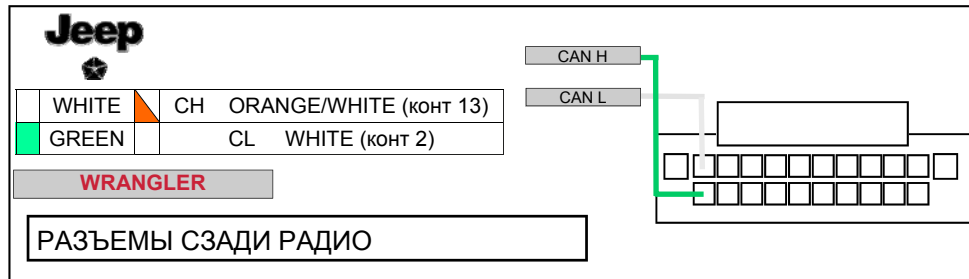 Jeep
CAN H
CAN L
WHITE CH ORANGE/WHITE (конт 13)
GREEN CL WHITE (конт 2)
WRANGLER
РАЗЪЕМЫ СЗАДИ РАДИО